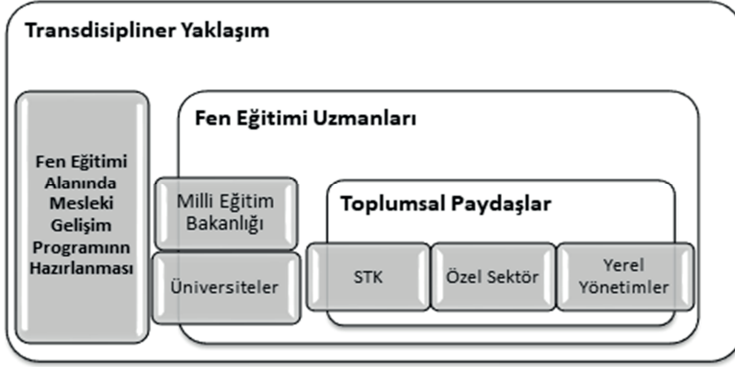 Transdisipliner Yaklaşım
Fen Eğitimi Uzmanları
Fen Eğitimi
Alanında
Mesleki
Gelişim
Programınn
Hazırlanması
Milli Eğitim
Bakanlığı
Üniversiteler
Toplumsal Paydaşlar
STK
Özel Sektör
Yerel
Yönetimler